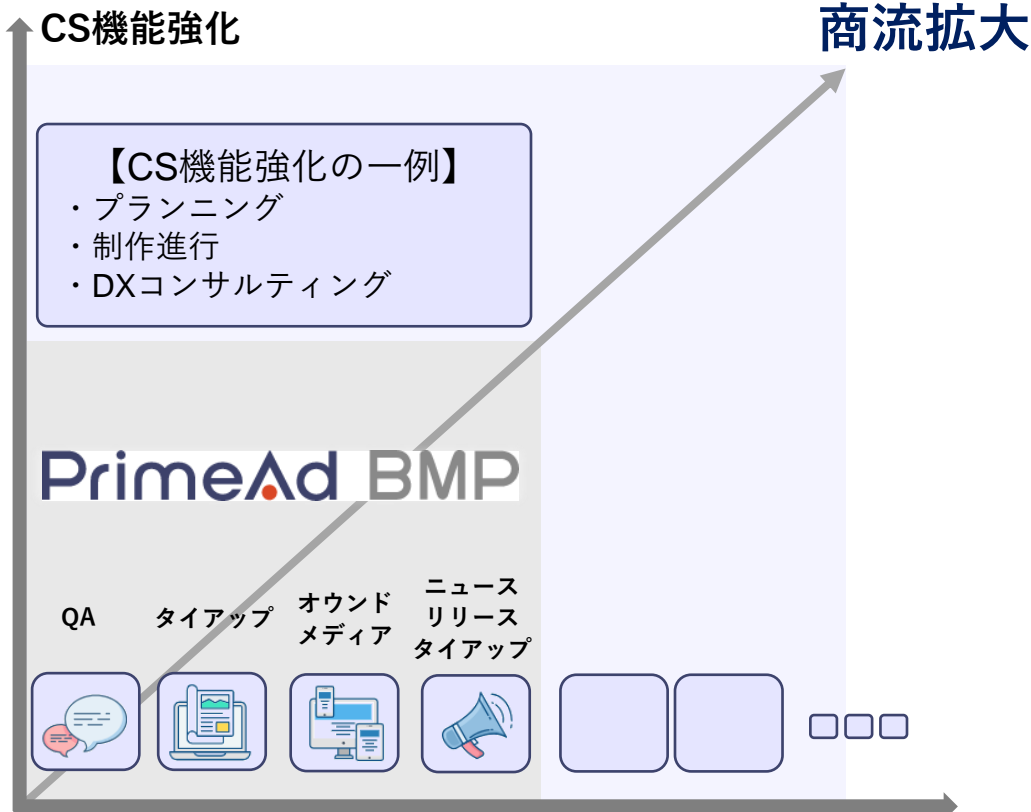 CS機能強化
商流拡大
【CS機能強化の一例】
・プランニング
・制作進行
・DXコンサルティング
PrimeAd BMP
QA
タイアップ
オウンド
メディア
ニュース
リリース
タイアップ